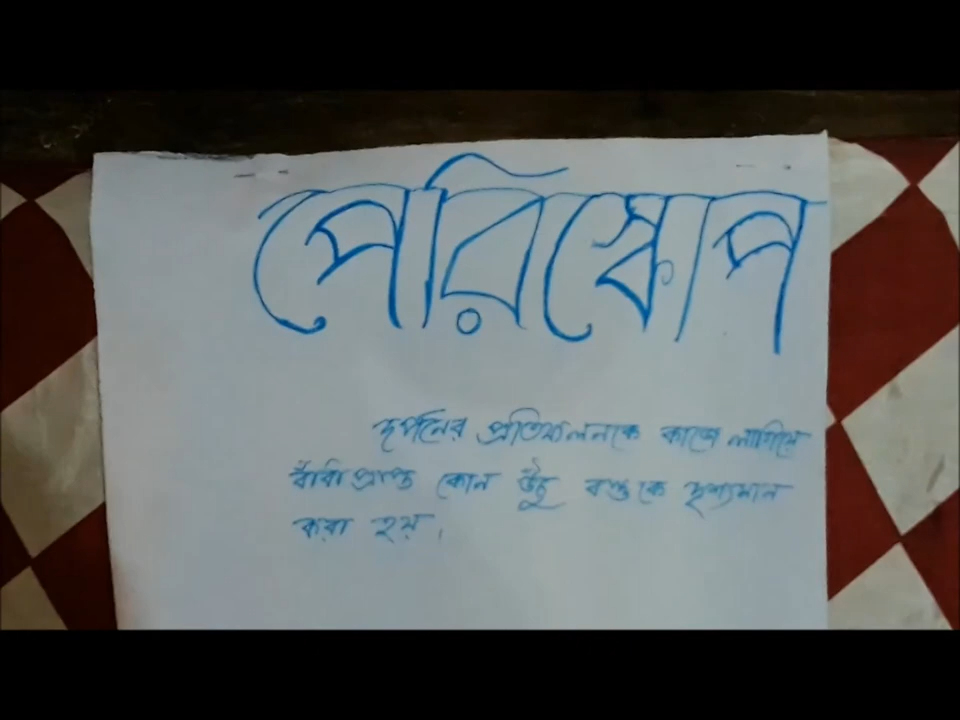 পেরিস্কোপ
দর্পনের প্রতিফলনকে কাজে লাগিয়ে
বাঁধাপ্রাপ্ত কোন উঁচু বস্তুকে দৃশ্যমান
করা হয়।